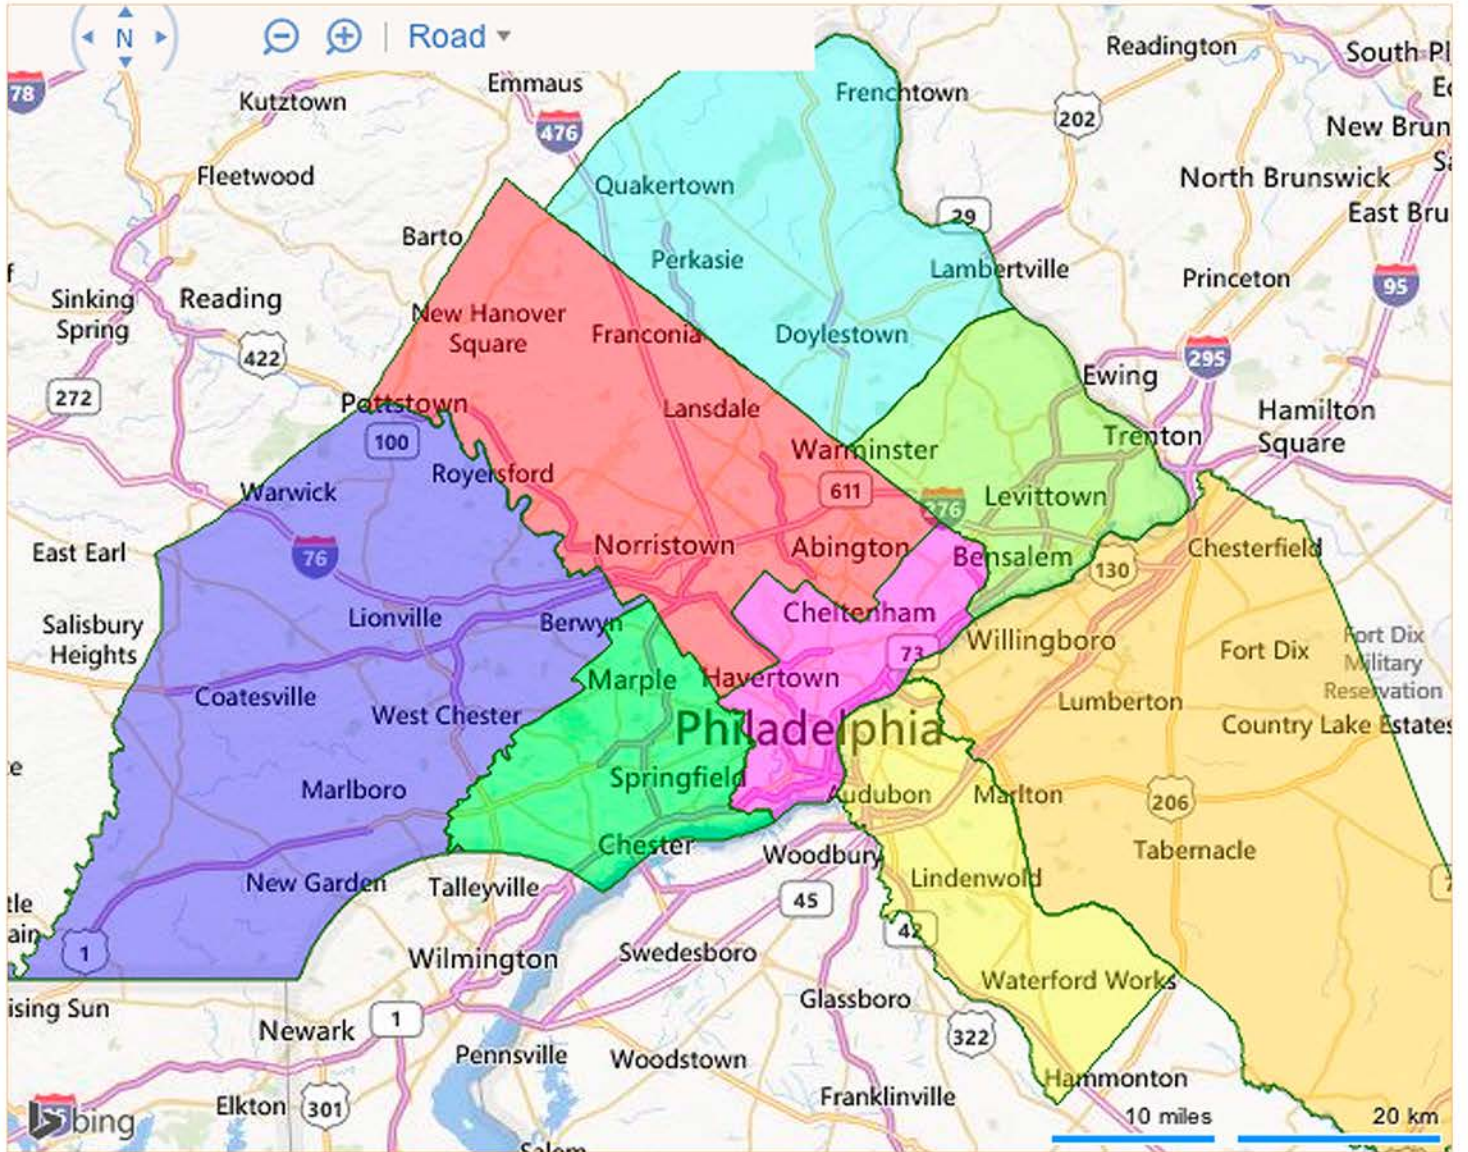 N
Road
Readington
South Pl
Emmaus
Frenchtown
78
Kutztown
202
476
New Brun
Fleetwood
Quakertown
North Brunswick
29
East Bru
Barto
Perkasie
Lambertville
Princeton
95
Sinking
Spring
Reading
New Hanover
Square
Franconia
Doylestown
422
295
Ewing
272
Pottstown
Lansdale
Hamilton
Square
100
Warminster
Trenton
Royersford
Warwick
611
Levittown
276
East Earl
76
Norristown
Abington
Bensalem
130
Chesterfield
Salisbury
Heights
Lionville
Berwyn
Cheltenham
73
Willingboro
Fort Dix
Fort Dix
Military
Reservation
Coatesville
Marple
Havertown
Lumberton
West Chester
Philadelphia
Country Lake Estates
Marlboro
Springfield
Audubon
Marlton
206
Chester
Woodbury
Tabernacle
New Garden
Talleyville
Lindenwold
45
42
1
Wilmington
Swedesboro
Waterford Works
ising Sun
Glassboro
Newark
1
322
Pennsville
Woodstown
Hammonton
Franklinville
bing
Elkton
301
10 miles
20 km
Salem